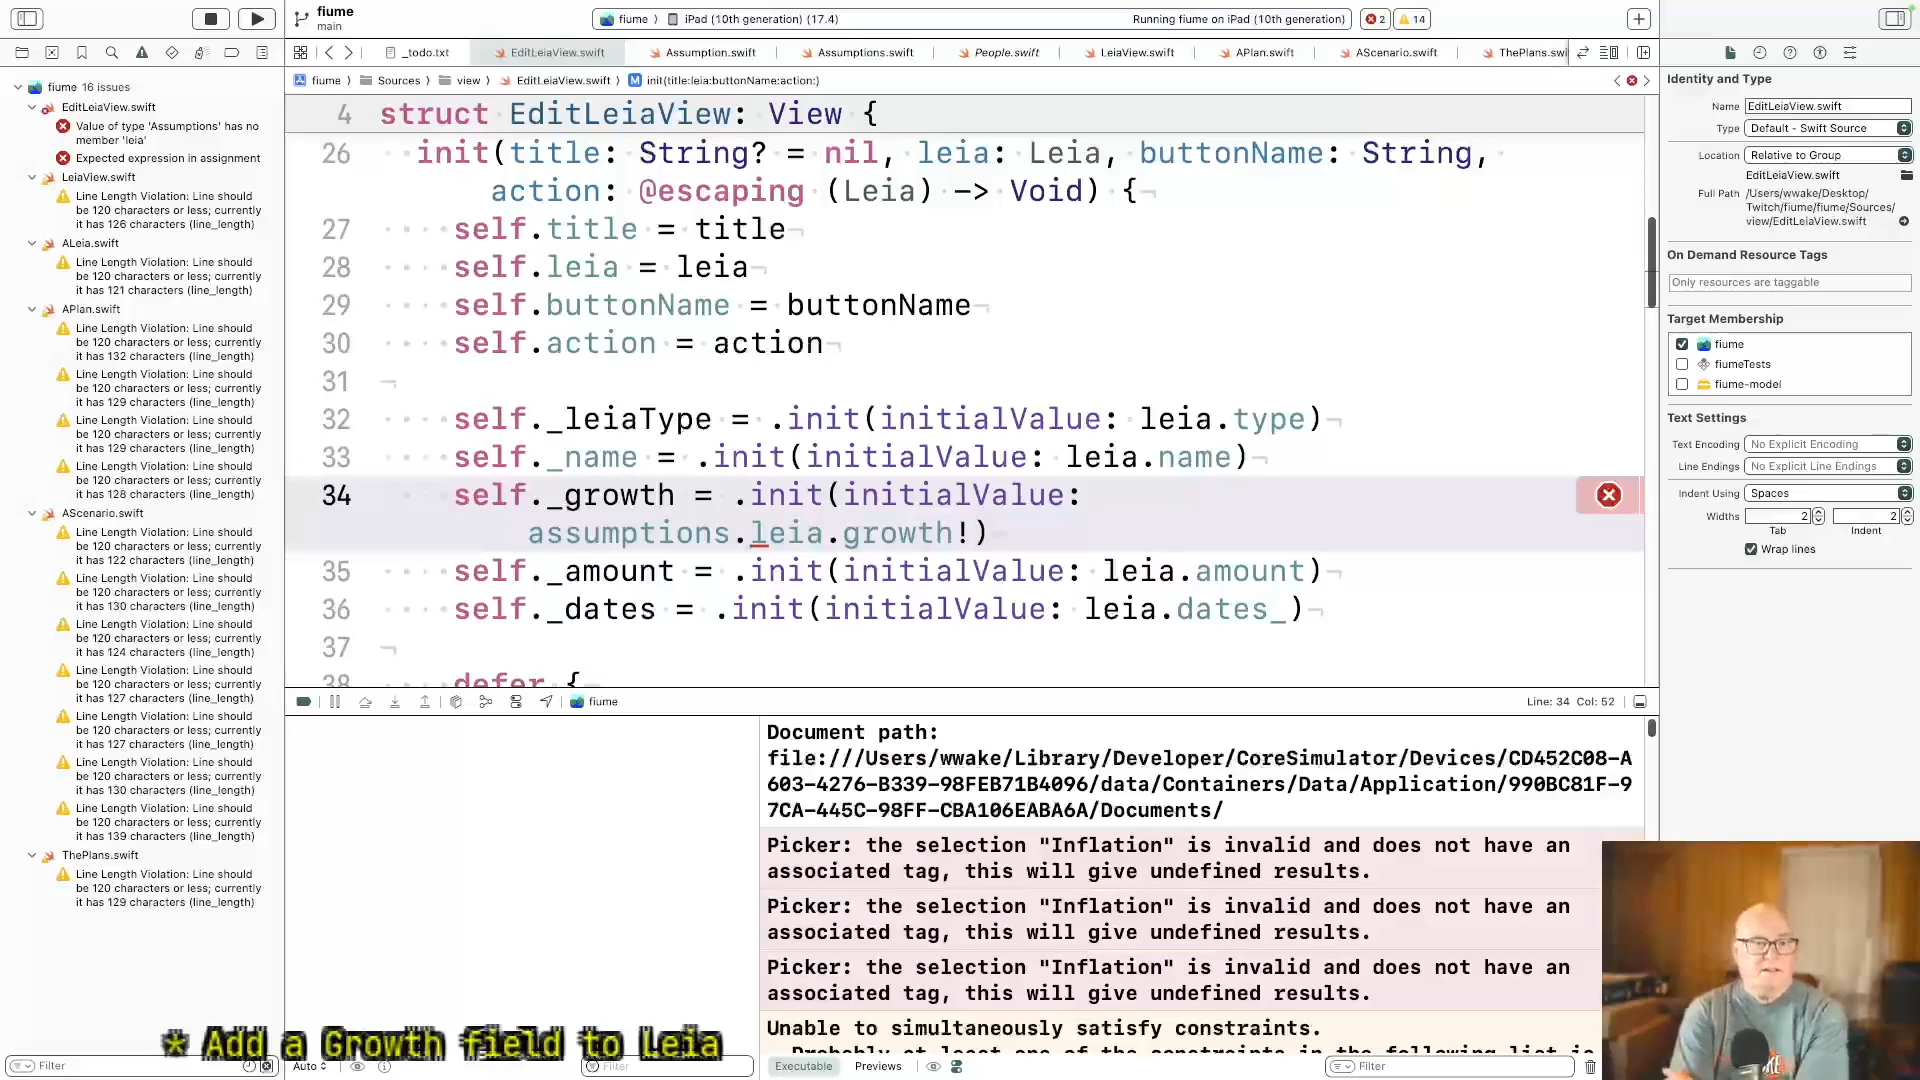 fiume
main
fiume 〉 iPad (10th generation) (17.4)
Running fiume on iPad (10th generation)
2
14
_todo.txt
EditLeiaView.swift
Assumption.swift
Assumptions.swift
People.swift
LeiaView.swift
APlan.swift
AScenario.swift
ThePlans.swi
fiume 〉 Sources 〉 view 〉 EditLeiaView.swift 〉 M init(title:leia:buttonName:action:)
fiume 16 issues
EditLeiaView.swift
Value of type 'Assumptions' has no
member 'leia'
Expected expression in assignment
LeiaView.swift
Line Length Violation: Line should
be 120 characters or less; currently
it has 126 characters (line_length)
ALeia.swift
Line Length Violation: Line should
be 120 characters or less; currently
it has 121 characters (line_length)
APlan.swift
Line Length Violation: Line should
be 120 characters or less; currently
it has 132 characters (line_length)
Line Length Violation: Line should
be 120 characters or less; currently
it has 129 characters (line_length)
Line Length Violation: Line should
be 120 characters or less; currently
it has 129 characters (line_length)
Line Length Violation: Line should
be 120 characters or less; currently
it has 128 characters (line_length)
AScenario.swift
Line Length Violation: Line should
be 120 characters or less; currently
it has 122 characters (line_length)
Line Length Violation: Line should
be 120 characters or less; currently
it has 130 characters (line_length)
Line Length Violation: Line should
be 120 characters or less; currently
it has 124 characters (line_length)
Line Length Violation: Line should
be 120 characters or less; currently
it has 127 characters (line_length)
Line Length Violation: Line should
be 120 characters or less; currently
it has 127 characters (line_length)
Line Length Violation: Line should
be 120 characters or less; currently
it has 130 characters (line_length)
Line Length Violation: Line should
be 120 characters or less; currently
it has 139 characters (line_length)
ThePlans.swift
Line Length Violation: Line should
be 120 characters or less; currently
it has 129 characters (line_length)
Filter
4 struct EditLeiaView: View {
26 init(title: String? = nil, leia: Leia, buttonName: String,
action: @escaping (Leia) -> Void) {
27 self.title = title
28 self.leia = leia
29 self.buttonName = buttonName
30 self.action = action
31
32 self._leiaType = .init(initialValue: leia.type)
33 self._name = .init(initialValue: leia.name)
34 self._growth = .init(initialValue:
assumptions.leia.growth!)
35 self._amount = .init(initialValue: leia.amount)
36 self._dates = .init(initialValue: leia.dates_)
37
38 defer {
fiume
Line: 34 Col: 52
Document path:
file:///Users/wwake/Library/Developer/CoreSimulator/Devices/CD452C08-A
603-4276-B339-98FEB71B4096/data/Containers/Data/Application/990BC81F-9
7CA-445C-98FF-CBA106EABA6A/Documents/
Picker: the selection "Inflation" is invalid and does not have an
associated tag, this will give undefined results.
Picker: the selection "Inflation" is invalid and does not have an
associated tag, this will give undefined results.
Picker: the selection "Inflation" is invalid and does not have an
associated tag, this will give undefined results.
Unable to simultaneously satisfy constraints.
Probably at least one of the constraints in the following list is
Auto
Filter
Executable
Previews
Filter
* Add a Growth field to Leia
Identity and Type
Name EditLeiaView.swift
Type Default - Swift Source
Location Relative to Group
EditLeiaView.swift
Full Path /Users/wwake/Desktop/
Twitch/fiume/fiume/Sources/
view/EditLeiaView.swift
On Demand Resource Tags
Only resources are taggable
Target Membership
fiume
fiumeTests
fiume-model
Text Settings
Text Encoding No Explicit Encoding
Line Endings No Explicit Line Endings
Indent Using Spaces
Widths 2 2
Tab Indent
Wrap lines